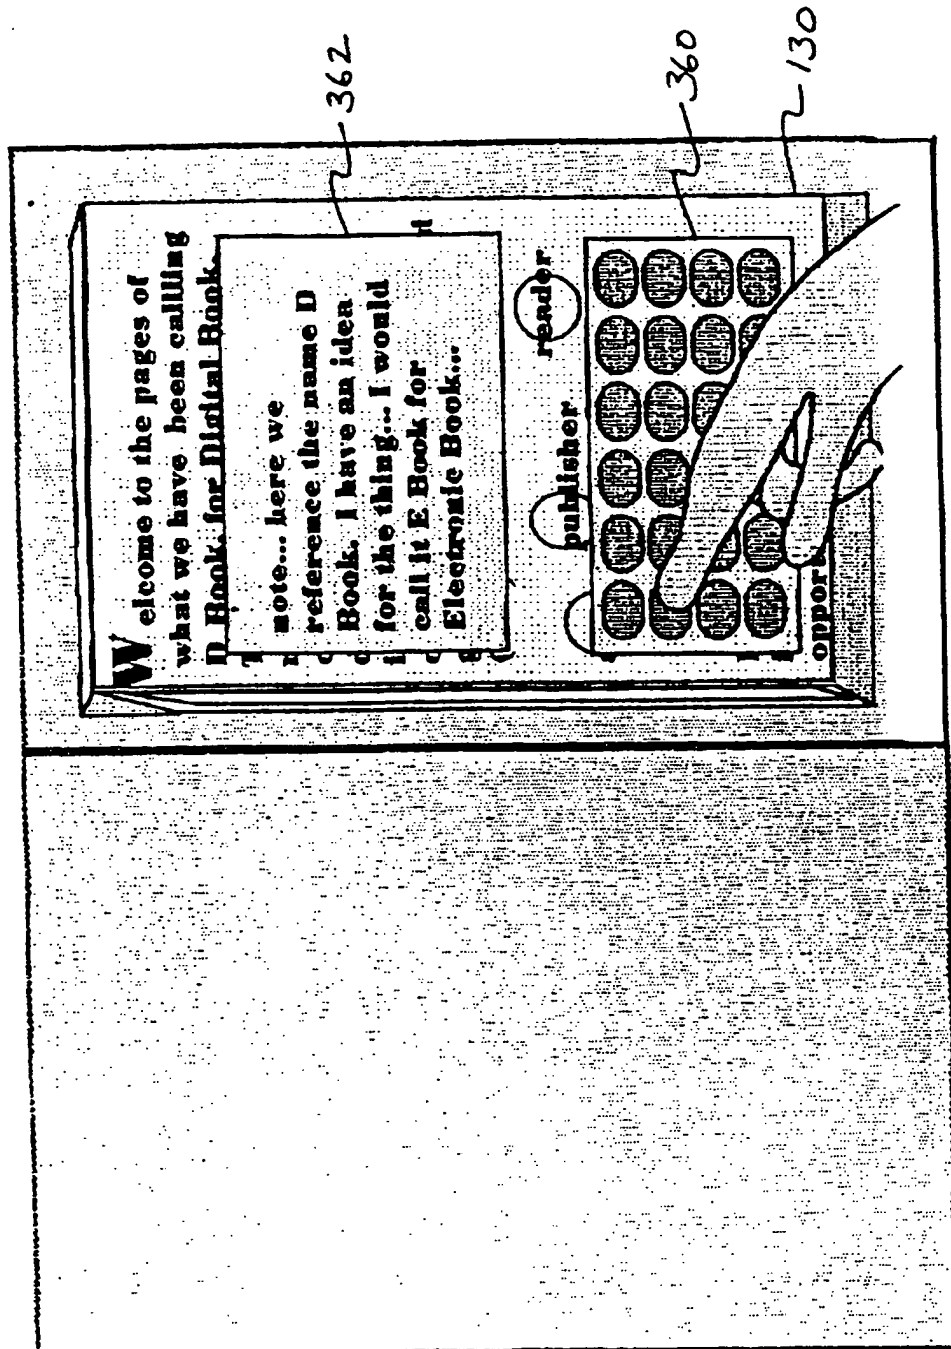 Welcome to the pages of
what we have been callling
D Book, for Digital Book.
note... here we
reference the name D
Book. I have an idea
for the thing... I would
call it E Book for
Electronic Book...
publisher reader
opport
362
360
130